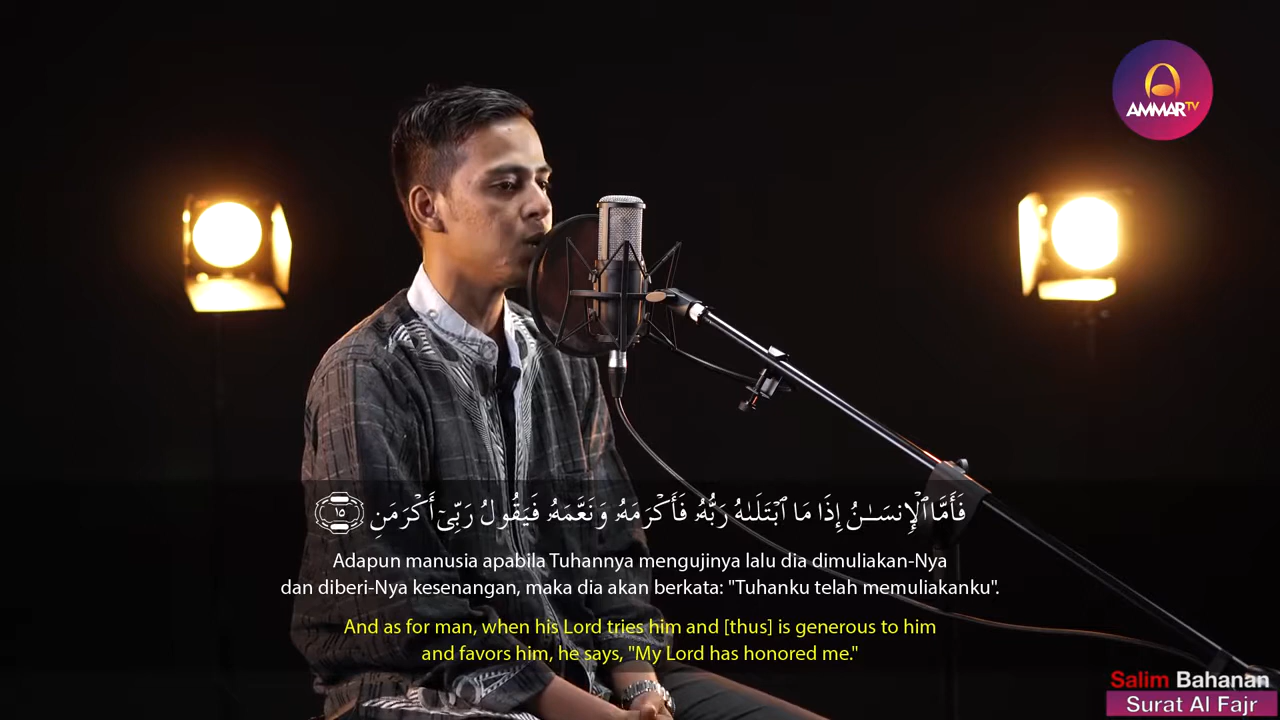 AMMARTV
فَأَمَّا ٱلْإِنسَـٰنُ إِذَا مَا ٱبْتَلَىٰهُ رَبُّهُۥ فَأَكْرَمَهُۥ وَنَعَّمَهُۥ فَيَقُولُ رَبِّىٓ أَكْرَمَنِ ١٥
Adapun manusia apabila Tuhannya mengujinya lalu dia dimuliakan-Nya
dan diberi-Nya kesenangan, maka dia akan berkata: "Tuhanku telah memuliakanku".
And as for man, when his Lord tries him and [thus] is generous to him
and favors him, he says, "My Lord has honored me."
Salim Bahanan
Surat Al Fajr